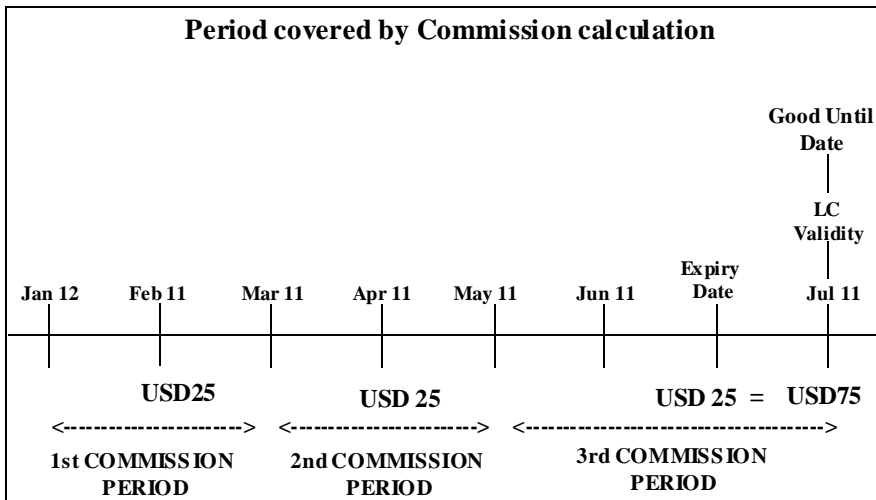 Period covered by Commission calculation
Good Until
Date
LC
Validity
Jan 12 Feb 11 Mar 11 Apr 11 May 11 Jun 11 Expiry Date Jul 11
USD25 USD 25 USD 25 = USD75
<-----------------------> <-----------------------> <--------------------------------------->
1st COMMISSION PERIOD
2nd COMMISSION PERIOD
3rd COMMISSION PERIOD